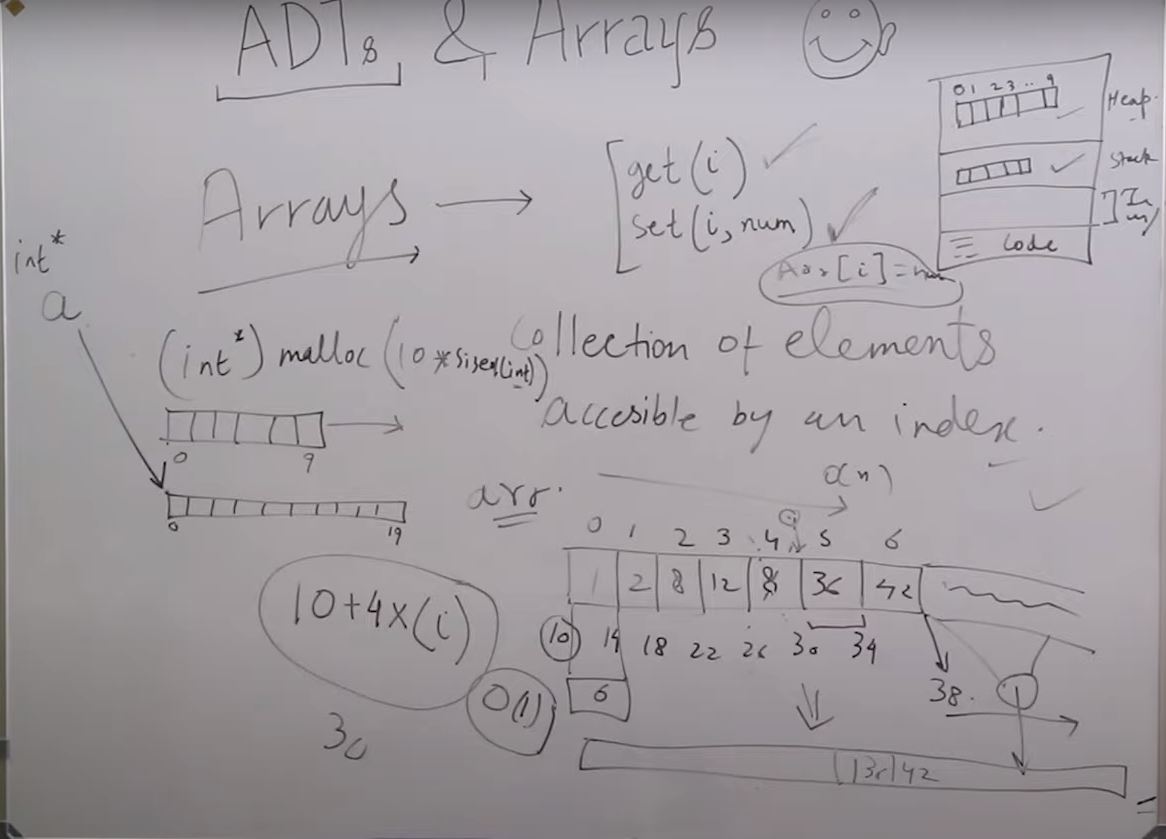 ADTs & Arrays
0 1 2 3 .. 9
Heap.
Stack
Code
Arrays → get(i)
set(i, num)
Arr[i] = num
int*
a
(int*) malloc (10 * sizeof(int))
Collection of elements
accesible by an index.
0 9
0 19
arr.
O(n)
0 1 2 3 4 5 6
1 2 8 12 8 36 42
10 14 18 22 26 30 34
38.
6
10+4×(i)
O(1)
30
42